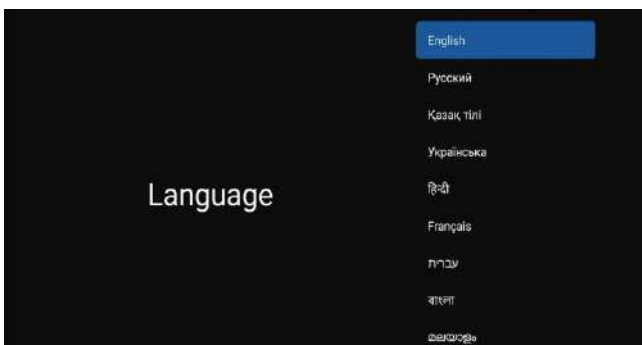 Language
English
Русский
Қазақ тілі
Українська
हिन्दी
Français
עברית
বাংলা
മലയാളം